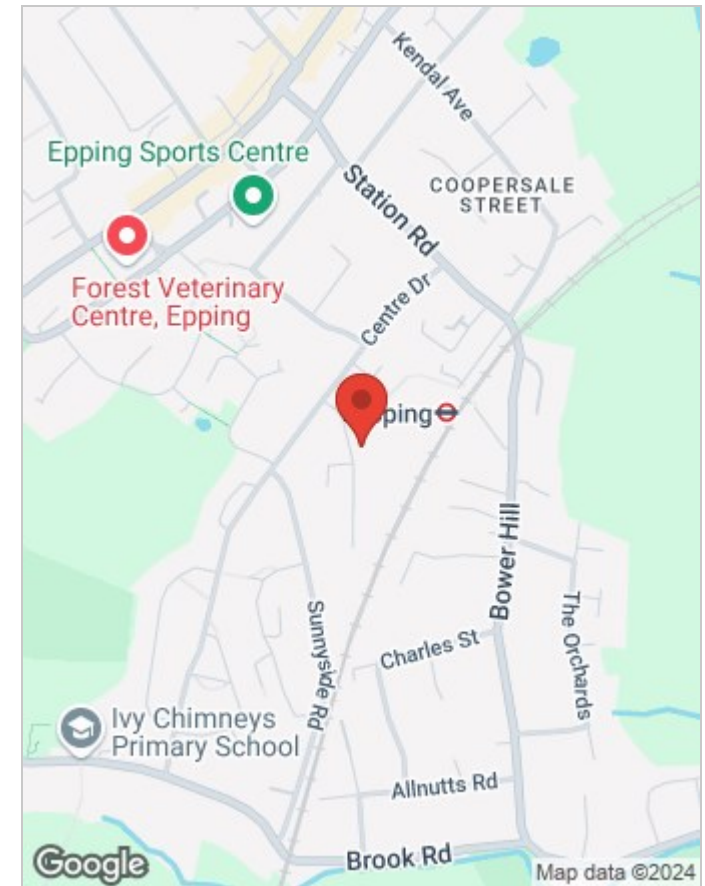 Kendal Ave
Epping Sports Centre
Station Rd
COOPERSALE
STREET
Forest Veterinary
Centre, Epping
Centre Dr
ping
Bower Hill
The Orchards
Sunnyside Rd
Charles St
Ivy Chimneys
Primary School
Allnutts Rd
Brook Rd
Google
Map data ©2024